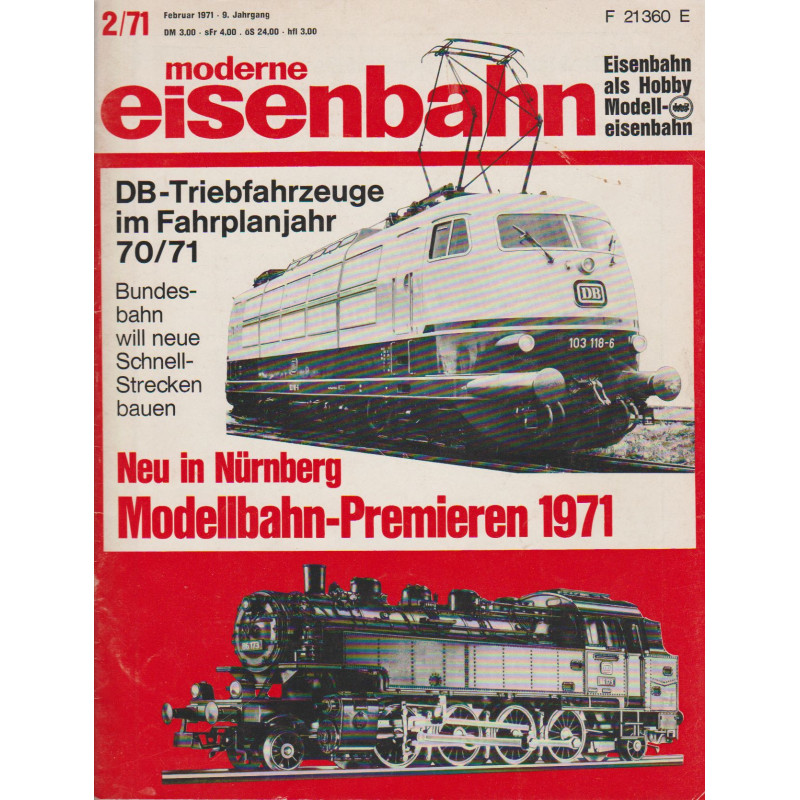 2/71
Februar 1971 · 9. Jahrgang
DM 3,00 · sFr 4,00 . öS 24,00 · hfl 3,00
F 21360 E
moderne
eisenbahn
Eisenbahn
als Hobby
Modell-
eisenbahn
DB-Triebfahrzeuge
im Fahrplanjahr
70/71
Bundes-
bahn
will neue
Schnell-
Strecken
bauen
DB
103 118-6
Neu in Nürnberg
Modellbahn-Premieren 1971